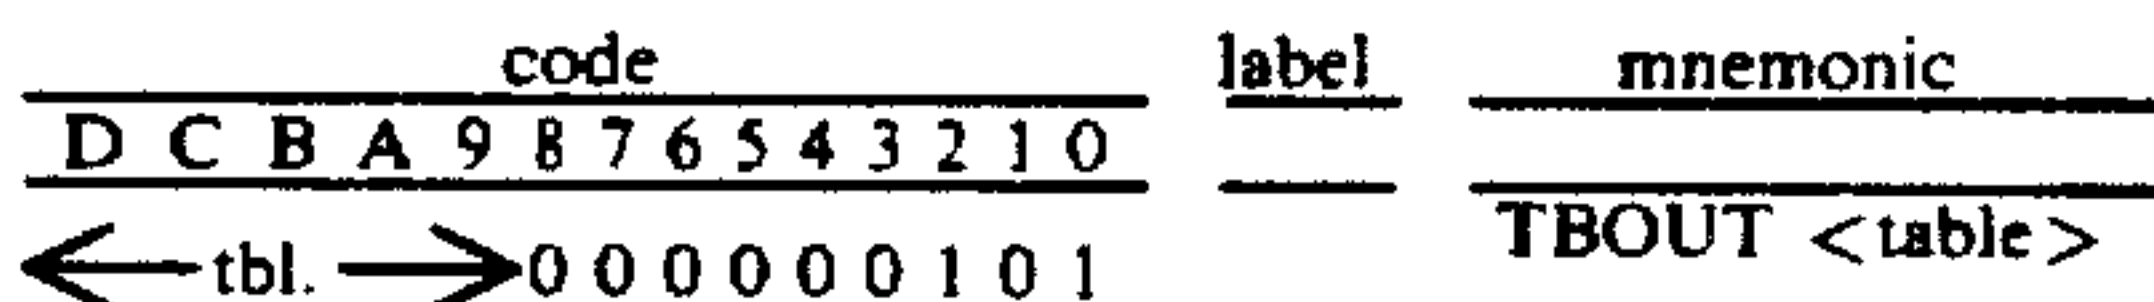 code label mnemonic
D C B A 9 8 7 6 5 4 3 2 1 0
tbl. 0 0 0 0 0 0 1 0 1 TBOUT <table>